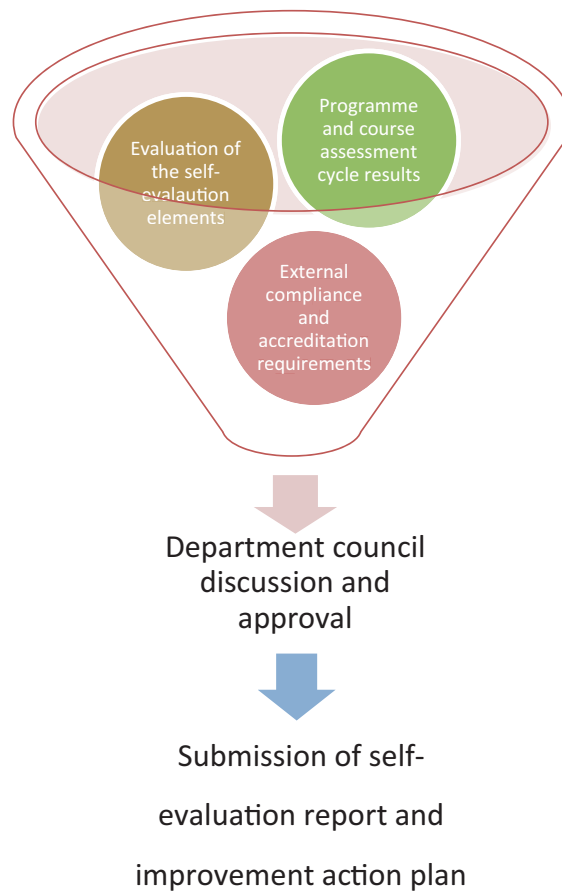 Programme
and course
assessment
cycle results
Evaluation of
the self-
evalaution
elements
External
compliance
and
accreditation
requirements
Department council
discussion and
approval
Submission of self-
evaluation report and
improvement action plan